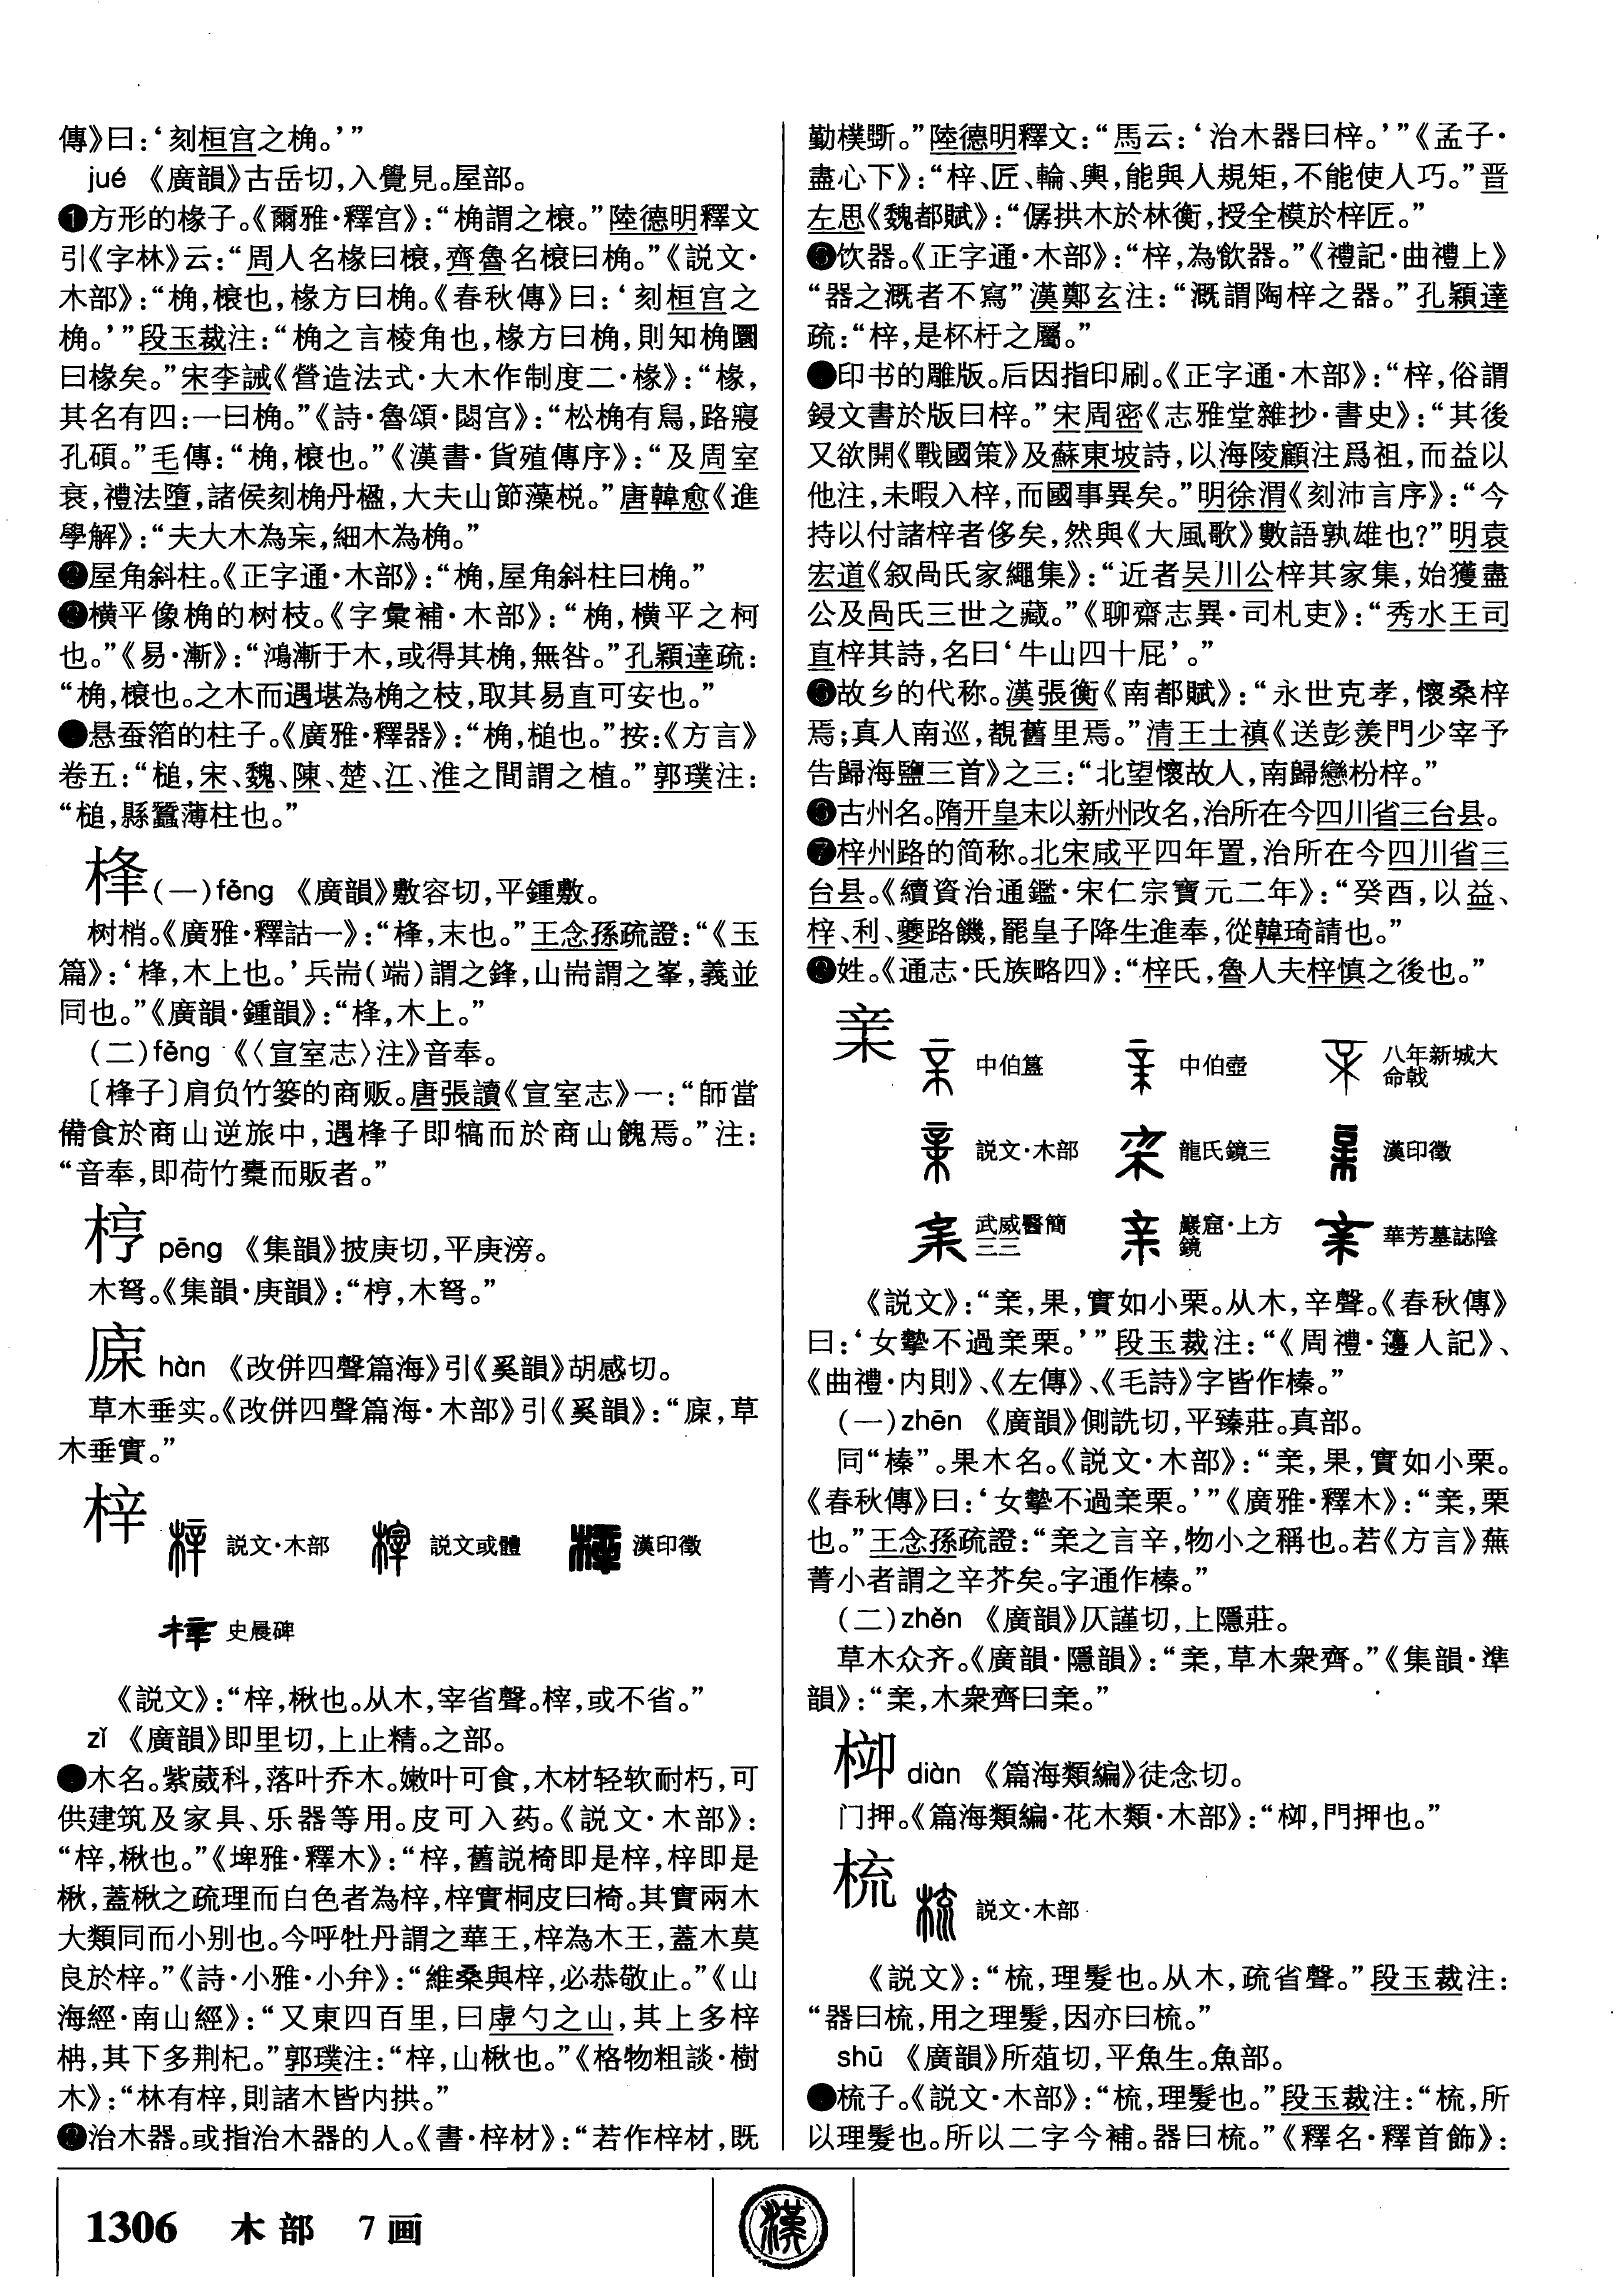 傳》曰：‘刻桓宫之桷。’”
jué 《廣韻》古岳切，入覺見。屋部。
❶方形的椽子。《爾雅·釋宫》：“桷謂之榱。”陸德明釋文
引《字林》云：“周人名椽曰榱，齊魯名榱曰桷。”《説文·
木部》：“桷，榱也，椽方曰桷。《春秋傳》曰：‘刻桓宫之
桷。’”段玉裁注：“桷之言棱角也，椽方曰桷，則知桷圜
曰椽矣。”宋李誡《營造法式·大木作制度二·椽》：“椽，
其名有四：一曰桷。”《詩·魯頌·閟宫》：“松桷有舃，路寢
孔碩。”毛傳：“桷，榱也。”《漢書·貨殖傳序》：“及周室
衰，禮法墮，諸侯刻桷丹楹，大夫山節藻梲。”唐韓愈《進
學解》：“夫大木為杗，細木為桷。”
❷屋角斜柱。《正字通·木部》：“桷，屋角斜柱曰桷。”
❸横平像桷的树枝。《字彙補·木部》：“桷，横平之柯
也。”《易·漸》：“鴻漸于木，或得其桷，無咎。”孔穎達疏：
“桷，榱也。之木而遇堪為桷之枝，取其易直可安也。”
❹悬蚕箔的柱子。《廣雅·釋器》：“桷，槌也。”按：《方言》
卷五：“槌，宋、魏、陳、楚、江、淮之間謂之植。”郭璞注：
“槌，縣蠶薄柱也。”
桻(一)fēng 《廣韻》敷容切，平鍾敷。
树梢。《廣雅·釋詁一》：“桻，末也。”王念孫疏證：“《玉
篇》：‘桻，木上也。’兵耑(端)謂之鋒，山耑謂之峯，義並
同也。”《廣韻·鍾韻》：“桻，木上。”
(二)fěng 《〈宣室志〉注》音奉。
〔桻子〕肩负竹篓的商贩。唐張讀《宣室志》一：“師當
備食於商山逆旅中，遇桻子即犒而於商山餽焉。”注：
“音奉，即荷竹橐而販者。”
梈 pēng 《集韻》披庚切，平庚滂。
木弩。《集韻·庚韻》：“梈，木弩。”
㡾 hàn 《改併四聲篇海》引《奚韻》胡感切。
草木垂实。《改併四聲篇海·木部》引《奚韻》：“㡾，草
木垂實。”
梓 説文·木部 説文或體 漢印徵
史晨碑
《説文》：“梓，楸也。从木，宰省聲。榟，或不省。”
zǐ 《廣韻》即里切，上止精。之部。
❶木名。紫葳科，落叶乔木。嫩叶可食，木材轻软耐朽，可
供建筑及家具、乐器等用。皮可入药。《説文·木部》：
“梓，楸也。”《埤雅·釋木》：“梓，舊説椅即是梓，梓即是
楸，蓋楸之疏理而白色者為梓，梓實桐皮曰椅。其實兩木
大類同而小别也。今呼牡丹謂之華王，梓為木王，蓋木莫
良於梓。”《詩·小雅·小弁》：“維桑與梓，必恭敬止。”《山
海經·南山經》：“又東四百里，曰虖勺之山，其上多梓
枏，其下多荆杞。”郭璞注：“梓，山楸也。”《格物粗談·樹
木》：“林有梓，則諸木皆内拱。”
❷治木器。或指治木器的人。《書·梓材》：“若作梓材，既
勤樸斲。”陸德明釋文：“馬云：‘治木器曰梓。’”《孟子·
盡心下》：“梓、匠、輪、輿，能與人規矩，不能使人巧。”晋
左思《魏都賦》：“僝拱木於林衡，授全模於梓匠。”
❸饮器。《正字通·木部》：“梓，為飲器。”《禮記·曲禮上》
“器之溉者不寫”漢鄭玄注：“溉謂陶梓之器。”孔穎達
疏：“梓，是杯杅之屬。”
❹印书的雕版。后因指印刷。《正字通·木部》：“梓，俗謂
鋟文書於版曰梓。”宋周密《志雅堂雜抄·書史》：“其後
又欲開《戰國策》及蘇東坡詩，以海陵顧注爲祖，而益以
他注，未暇入梓，而國事異矣。”明徐渭《刻沛言序》：“今
持以付諸梓者侈矣，然與《大風歌》數語孰雄也？”明袁
宏道《叙咼氏家繩集》：“近者吴川公梓其家集，始獲盡
公及咼氏三世之藏。”《聊齋志異·司札吏》：“秀水王司
直梓其詩，名曰‘牛山四十屁’。”
❺故乡的代称。漢張衡《南都賦》：“永世克孝，懷桑梓
焉；真人南巡，覩舊里焉。”清王士禛《送彭羡門少宰予
告歸海鹽三首》之三：“北望懷故人，南歸戀枌梓。”
❻古州名。隋开皇末以新州改名，治所在今四川省三台县。
❼梓州路的简称。北宋咸平四年置，治所在今四川省三
台县。《續資治通鑑·宋仁宗寶元二年》：“癸酉，以益、
梓、利、夔路饑，罷皇子降生進奉，從韓琦請也。”
❽姓。《通志·氏族略四》：“梓氏，魯人夫梓慎之後也。”
亲 中伯簋 中伯壺 八年新城大命戟
説文·木部 龍氏鏡三 漢印徵
武威醫簡三三 巖窟·上方鏡 華芳墓誌陰
《説文》：“亲，果，實如小栗。从木，辛聲。《春秋傳》
曰：‘女摯不過亲栗。’”段玉裁注：“《周禮·籩人記》、
《曲禮·内則》、《左傳》、《毛詩》字皆作榛。”
(一)zhēn 《廣韻》側詵切，平臻莊。真部。
同“榛”。果木名。《説文·木部》：“亲，果，實如小栗。
《春秋傳》曰：‘女摯不過亲栗。’”《廣雅·釋木》：“亲，栗
也。”王念孫疏證：“亲之言辛，物小之稱也。若《方言》蕪
菁小者謂之辛芥矣。字通作榛。”
(二)zhěn 《廣韻》仄謹切，上隱莊。
草木众齐。《廣韻·隱韻》：“亲，草木衆齊。”《集韻·準
韻》：“亲，木衆齊曰亲。”
diàn 《篇海類編》徒念切。
门押。《篇海類編·花木類·木部》：“，門押也。”
梳 説文·木部
《説文》：“梳，理髮也。从木，疏省聲。”段玉裁注：
“器曰梳，用之理髮，因亦曰梳。”
shū 《廣韻》所葅切，平魚生。魚部。
❶梳子。《説文·木部》：“梳，理髮也。”段玉裁注：“梳，所
以理髮也。所以二字今補。器曰梳。”《釋名·釋首飾》：
1306 木部 7画
漢